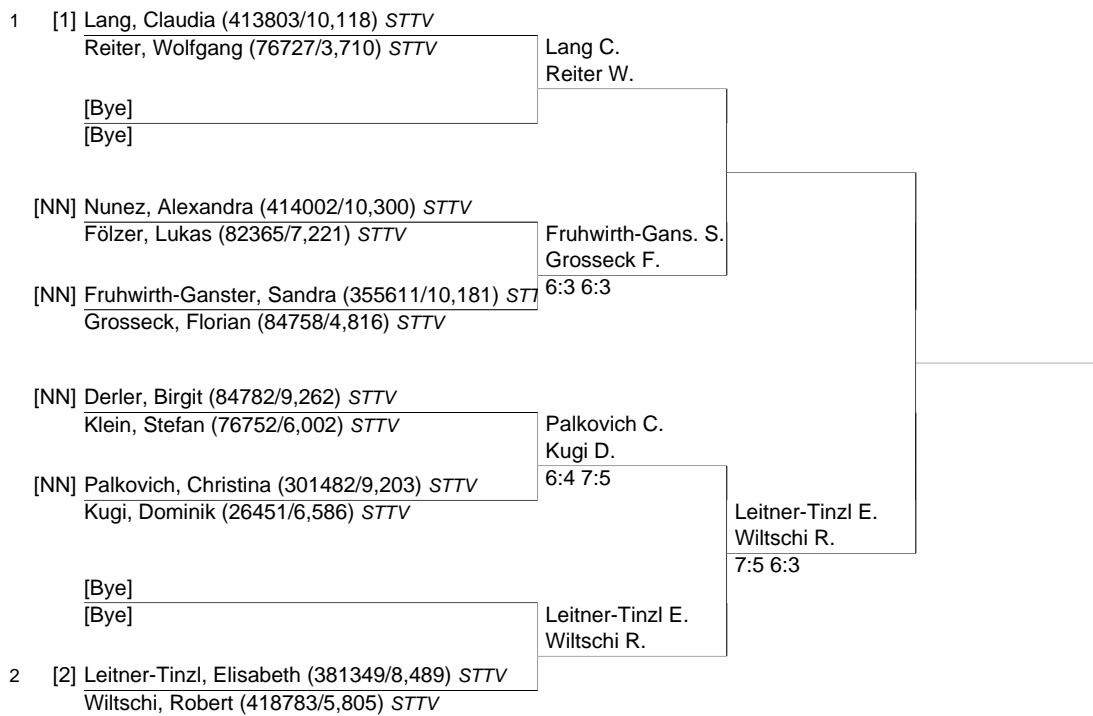 1 [1] Lang, Claudia (413803/10,118) STTV
Reiter, Wolfgang (76727/3,710) STTV
Lang C.
Reiter W.
[Bye]
[Bye]
[NN] Nunez, Alexandra (414002/10,300) STTV
Fölzer, Lukas (82365/7,221) STTV
Fruhwirth-Gans. S.
Grosseck F.
6:3 6:3
[NN] Fruhwirth-Ganster, Sandra (355611/10,181) STT
Grosseck, Florian (84758/4,816) STTV
[NN] Derler, Birgit (84782/9,262) STTV
Klein, Stefan (76752/6,002) STTV
Palkovich C.
Kugi D.
6:4 7:5
[NN] Palkovich, Christina (301482/9,203) STTV
Kugi, Dominik (26451/6,586) STTV
Leitner-Tinzl E.
Wiltschi R.
7:5 6:3
[Bye]
[Bye]
Leitner-Tinzl E.
Wiltschi R.
2 [2] Leitner-Tinzl, Elisabeth (381349/8,489) STTV
Wiltschi, Robert (418783/5,805) STTV